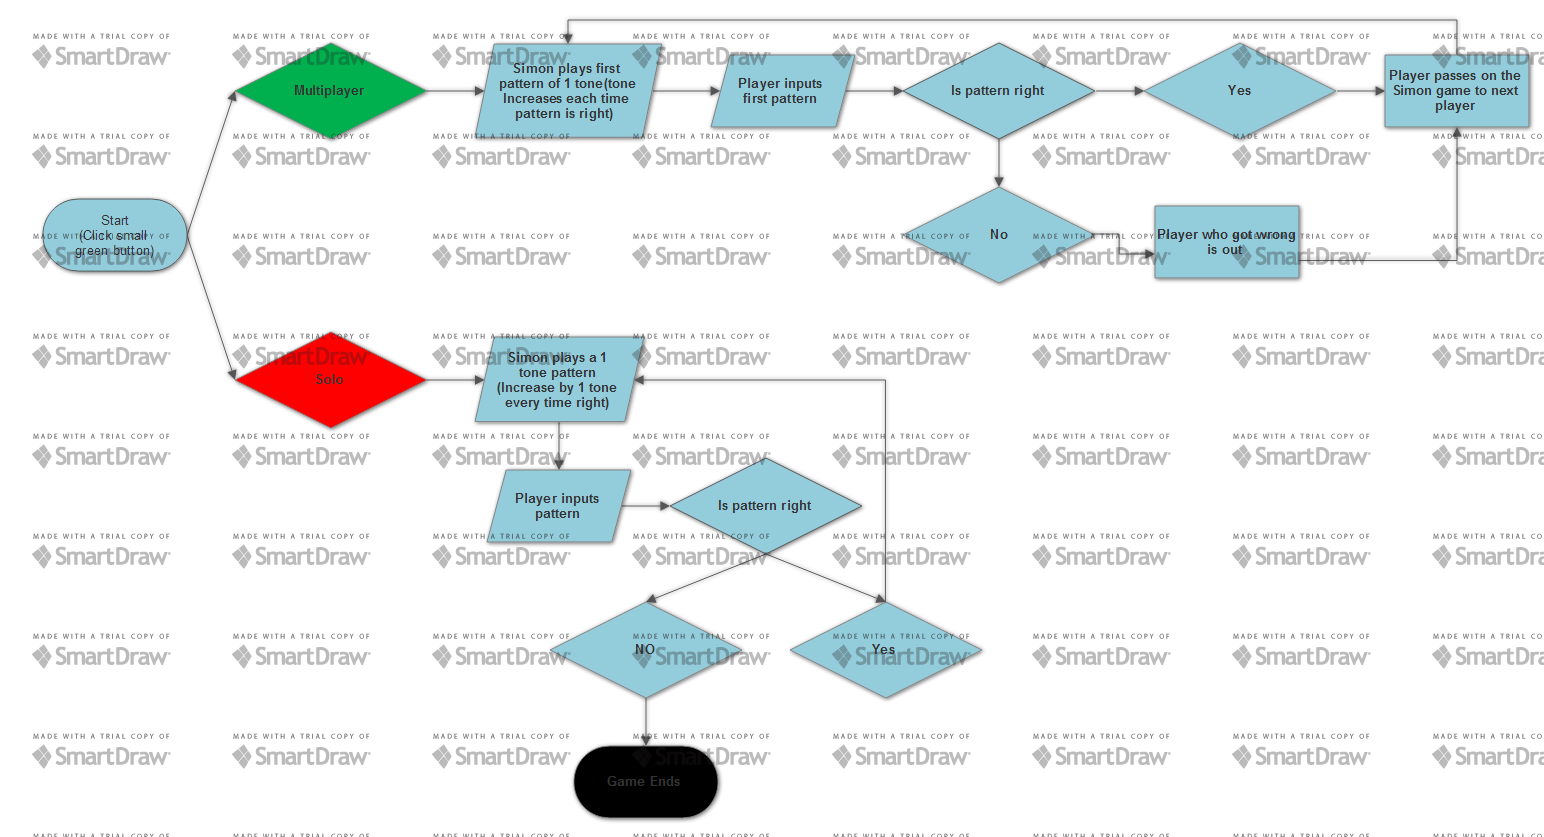 MADE WITH A TRIAL COPY OF
SmartDraw
Multiplayer
Simon plays first
pattern of 1 tone(tone
Increases each time
pattern is right)
Player inputs
first pattern
Is pattern right
Yes
Player passes on the
Simon game to next
player
Start
(Click small
green button)
No
Player who got wrong
is out
Solo
Simon plays a 1
tone pattern
(Increase by 1 tone
every time right)
Player inputs
pattern
Is pattern right
NO
Yes
Game Ends